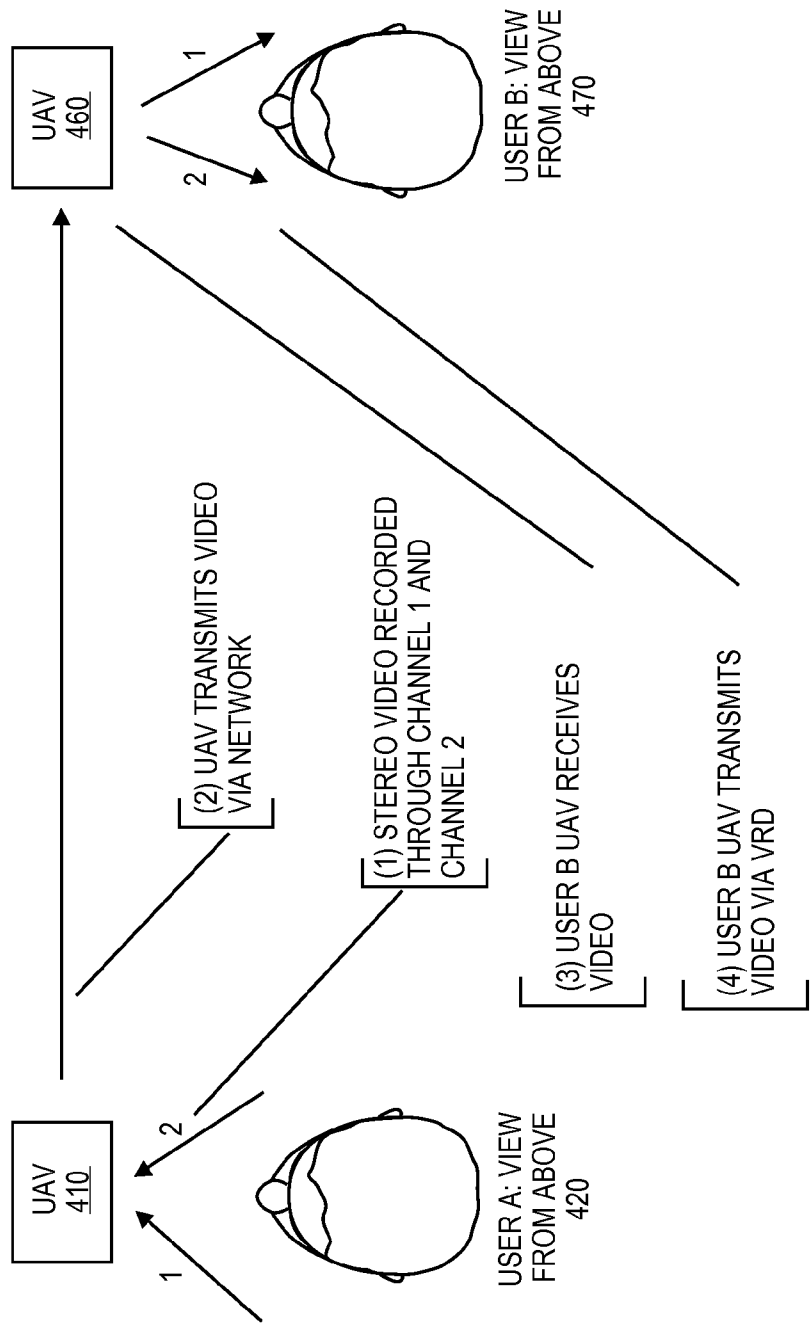 UAV
410
1
2
USER A: VIEW
FROM ABOVE
420
(2) UAV TRANSMITS VIDEO
VIA NETWORK
(1) STEREO VIDEO RECORDED
THROUGH CHANNEL 1 AND
CHANNEL 2
(3) USER B UAV RECEIVES
VIDEO
(4) USER B UAV TRANSMITS
VIDEO VIA VRD
UAV
460
2
1
USER B: VIEW
FROM ABOVE
470